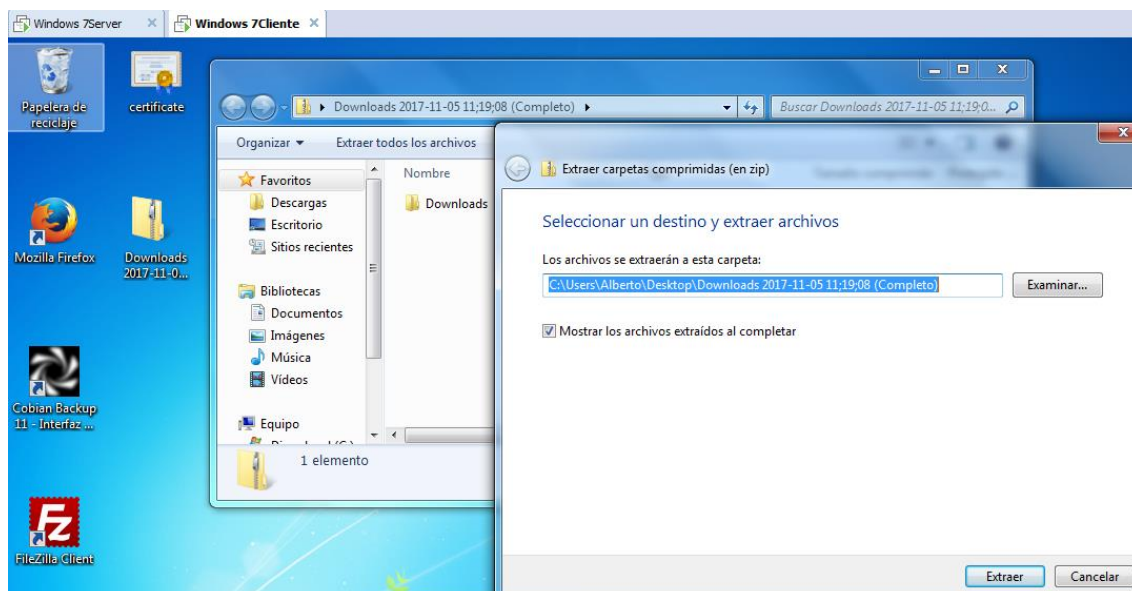 Windows 7Server
Windows 7Cliente
Papelera de
reciclaje
certificate
Mozilla Firefox
Downloads
2017-11-0...
Cobian Backup
11 - Interfaz ...
FileZilla Client
Downloads 2017-11-05 11;19;08 (Completo)
Buscar Downloads 2017-11-05 11;19;0...
Organizar
Extraer todos los archivos
Favoritos
Descargas
Escritorio
Sitios recientes
Bibliotecas
Documentos
Imágenes
Música
Vídeos
Equipo
Nombre
Downloads
1 elemento
Extraer carpetas comprimidas (en zip)
Seleccionar un destino y extraer archivos
Los archivos se extraerán a esta carpeta:
C:\Users\Alberto\Desktop\Downloads 2017-11-05 11;19;08 (Completo)
Examinar...
Mostrar los archivos extraídos al completar
Extraer
Cancelar